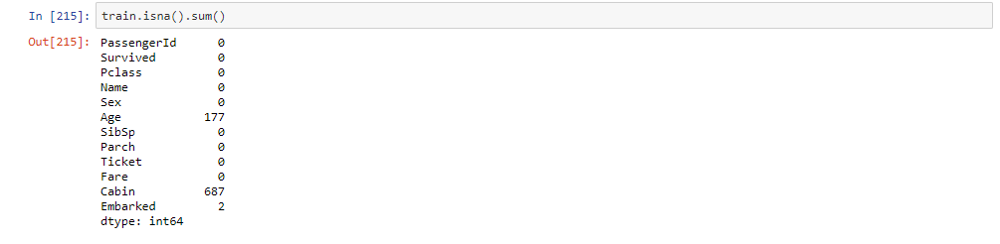 In [215]: train.isna().sum()
Out[215]: PassengerId      0
Survived         0
Pclass           0
Name             0
Sex              0
Age            177
SibSp            0
Parch            0
Ticket           0
Fare             0
Cabin          687
Embarked         2
dtype: int64